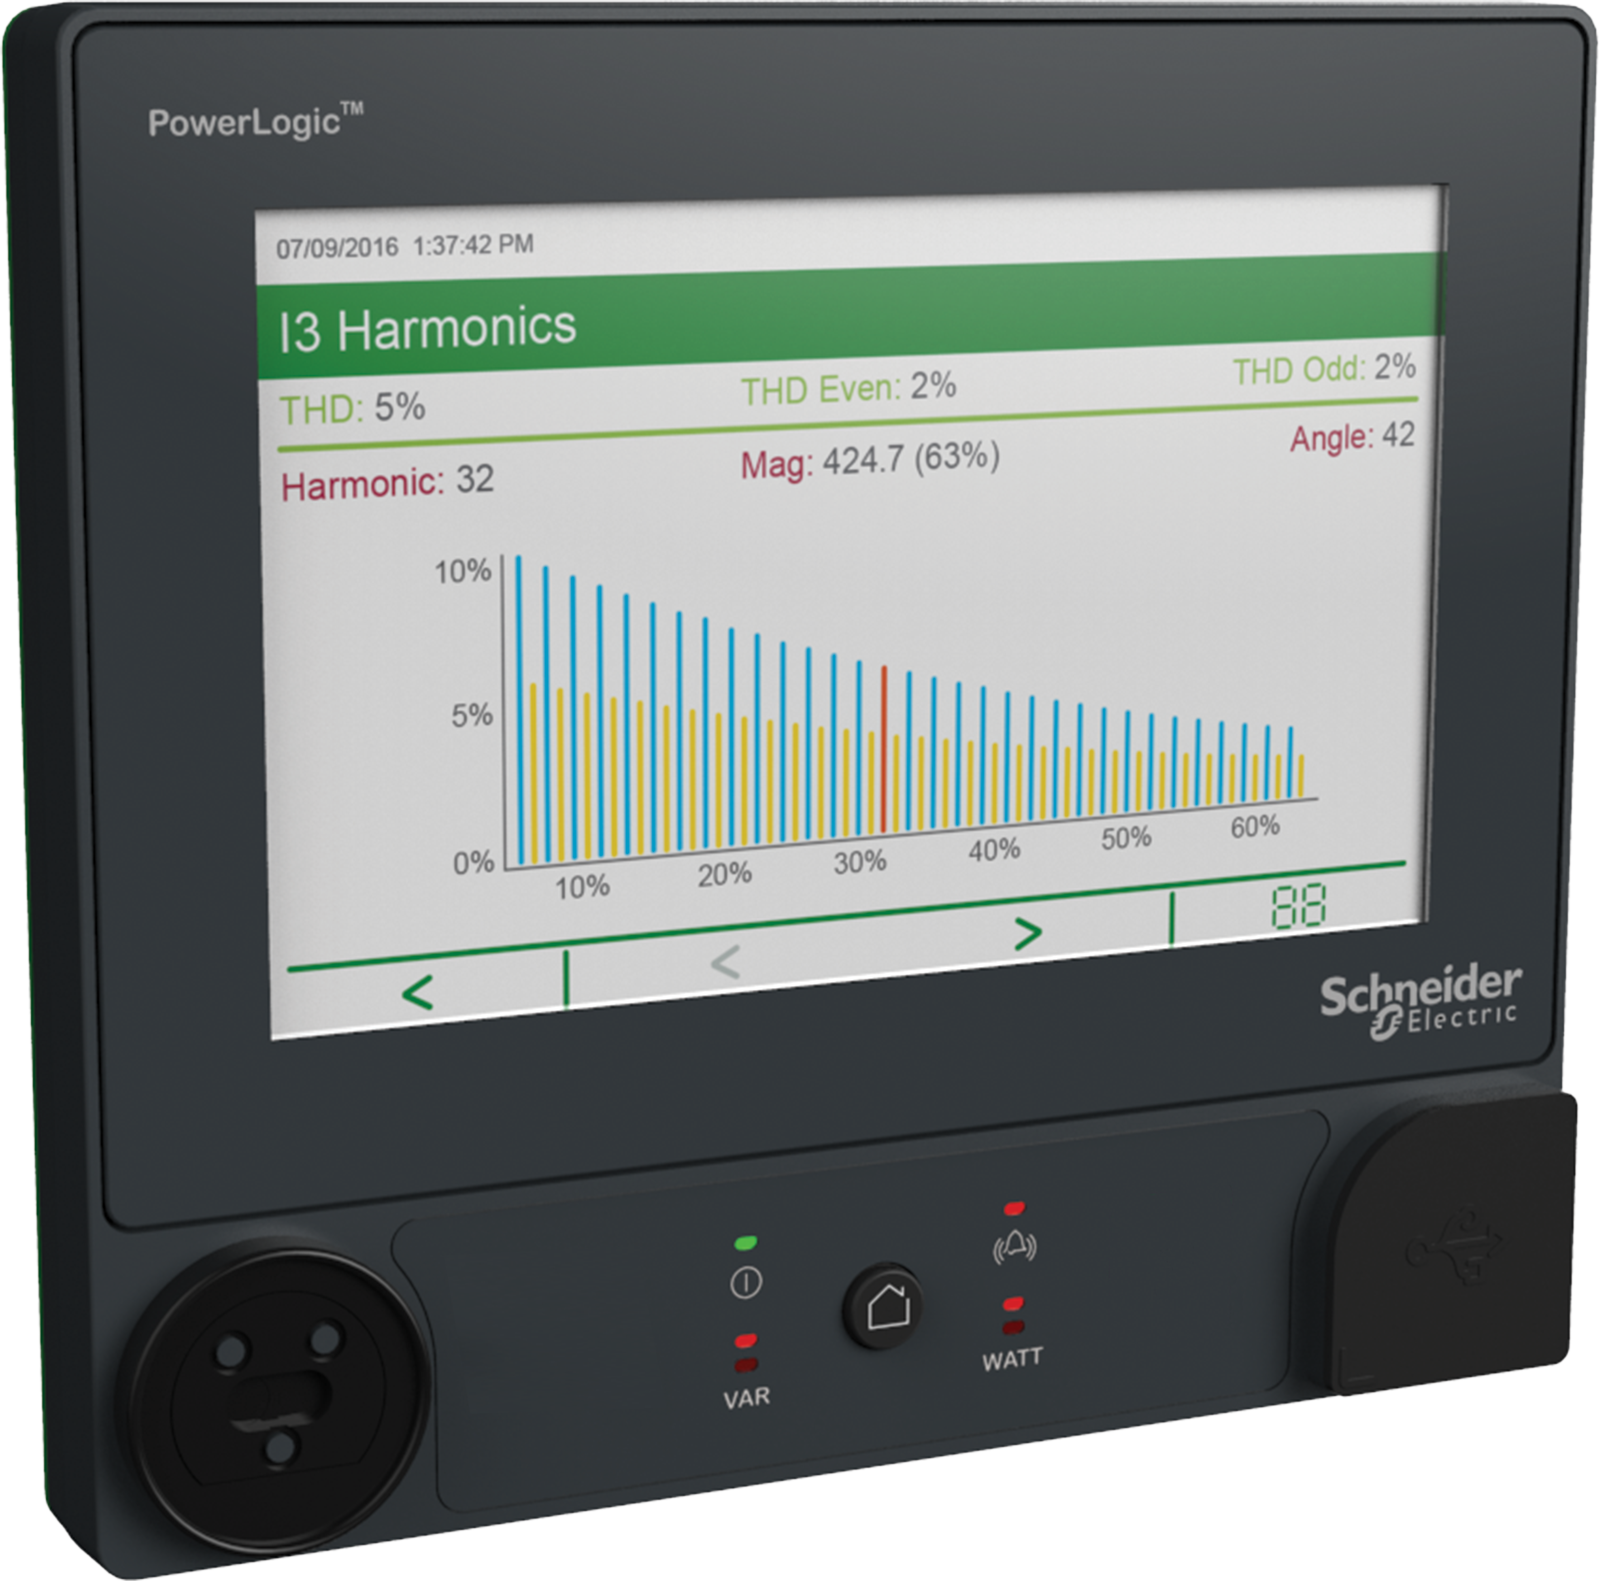 PowerLogic™
07/09/2016 1:37:42 PM
I3 Harmonics
THD: 5% THD Even: 2% THD Odd: 2%
Harmonic: 32 Mag: 424.7 (63%) Angle: 42
10%
5%
0%
10% 20% 30% 40% 50% 60%
< < > 88
Schneider
Electric
VAR
WATT